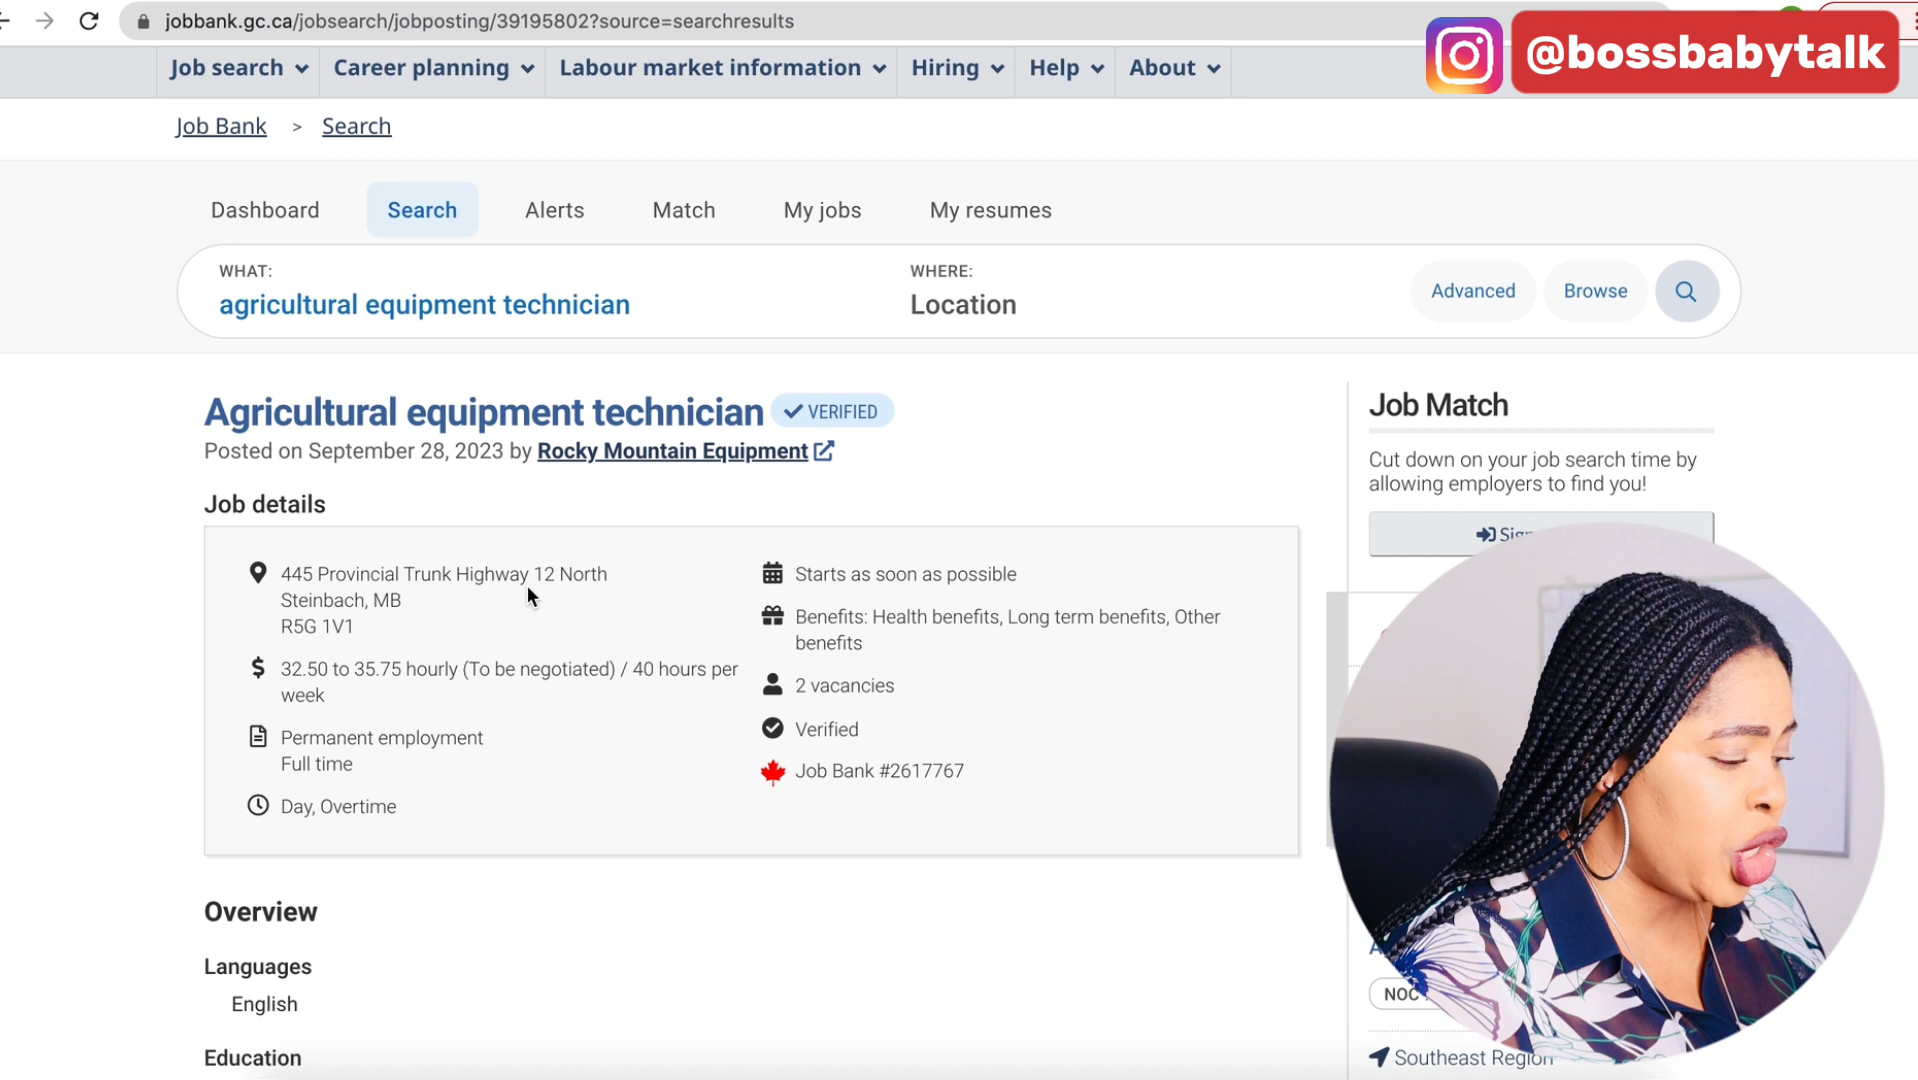 jobbank.gc.ca/jobsearch/jobposting/39195802?source=searchresults
@bossbabytalk
Job search
Career planning
Labour market information
Hiring
Help
About
Job Bank > Search
Dashboard
Search
Alerts
Match
My jobs
My resumes
WHAT:
agricultural equipment technician
WHERE:
Location
Advanced
Browse
Agricultural equipment technician
VERIFIED
Posted on September 28, 2023 by Rocky Mountain Equipment
Job details
445 Provincial Trunk Highway 12 North
Steinbach, MB
R5G 1V1
32.50 to 35.75 hourly (To be negotiated) / 40 hours per
week
Permanent employment
Full time
Day, Overtime
Starts as soon as possible
Benefits: Health benefits, Long term benefits, Other
benefits
2 vacancies
Verified
Job Bank #2617767
Overview
Languages
English
Education
Job Match
Cut down on your job search time by
allowing employers to find you!
NOC
Southeast Region